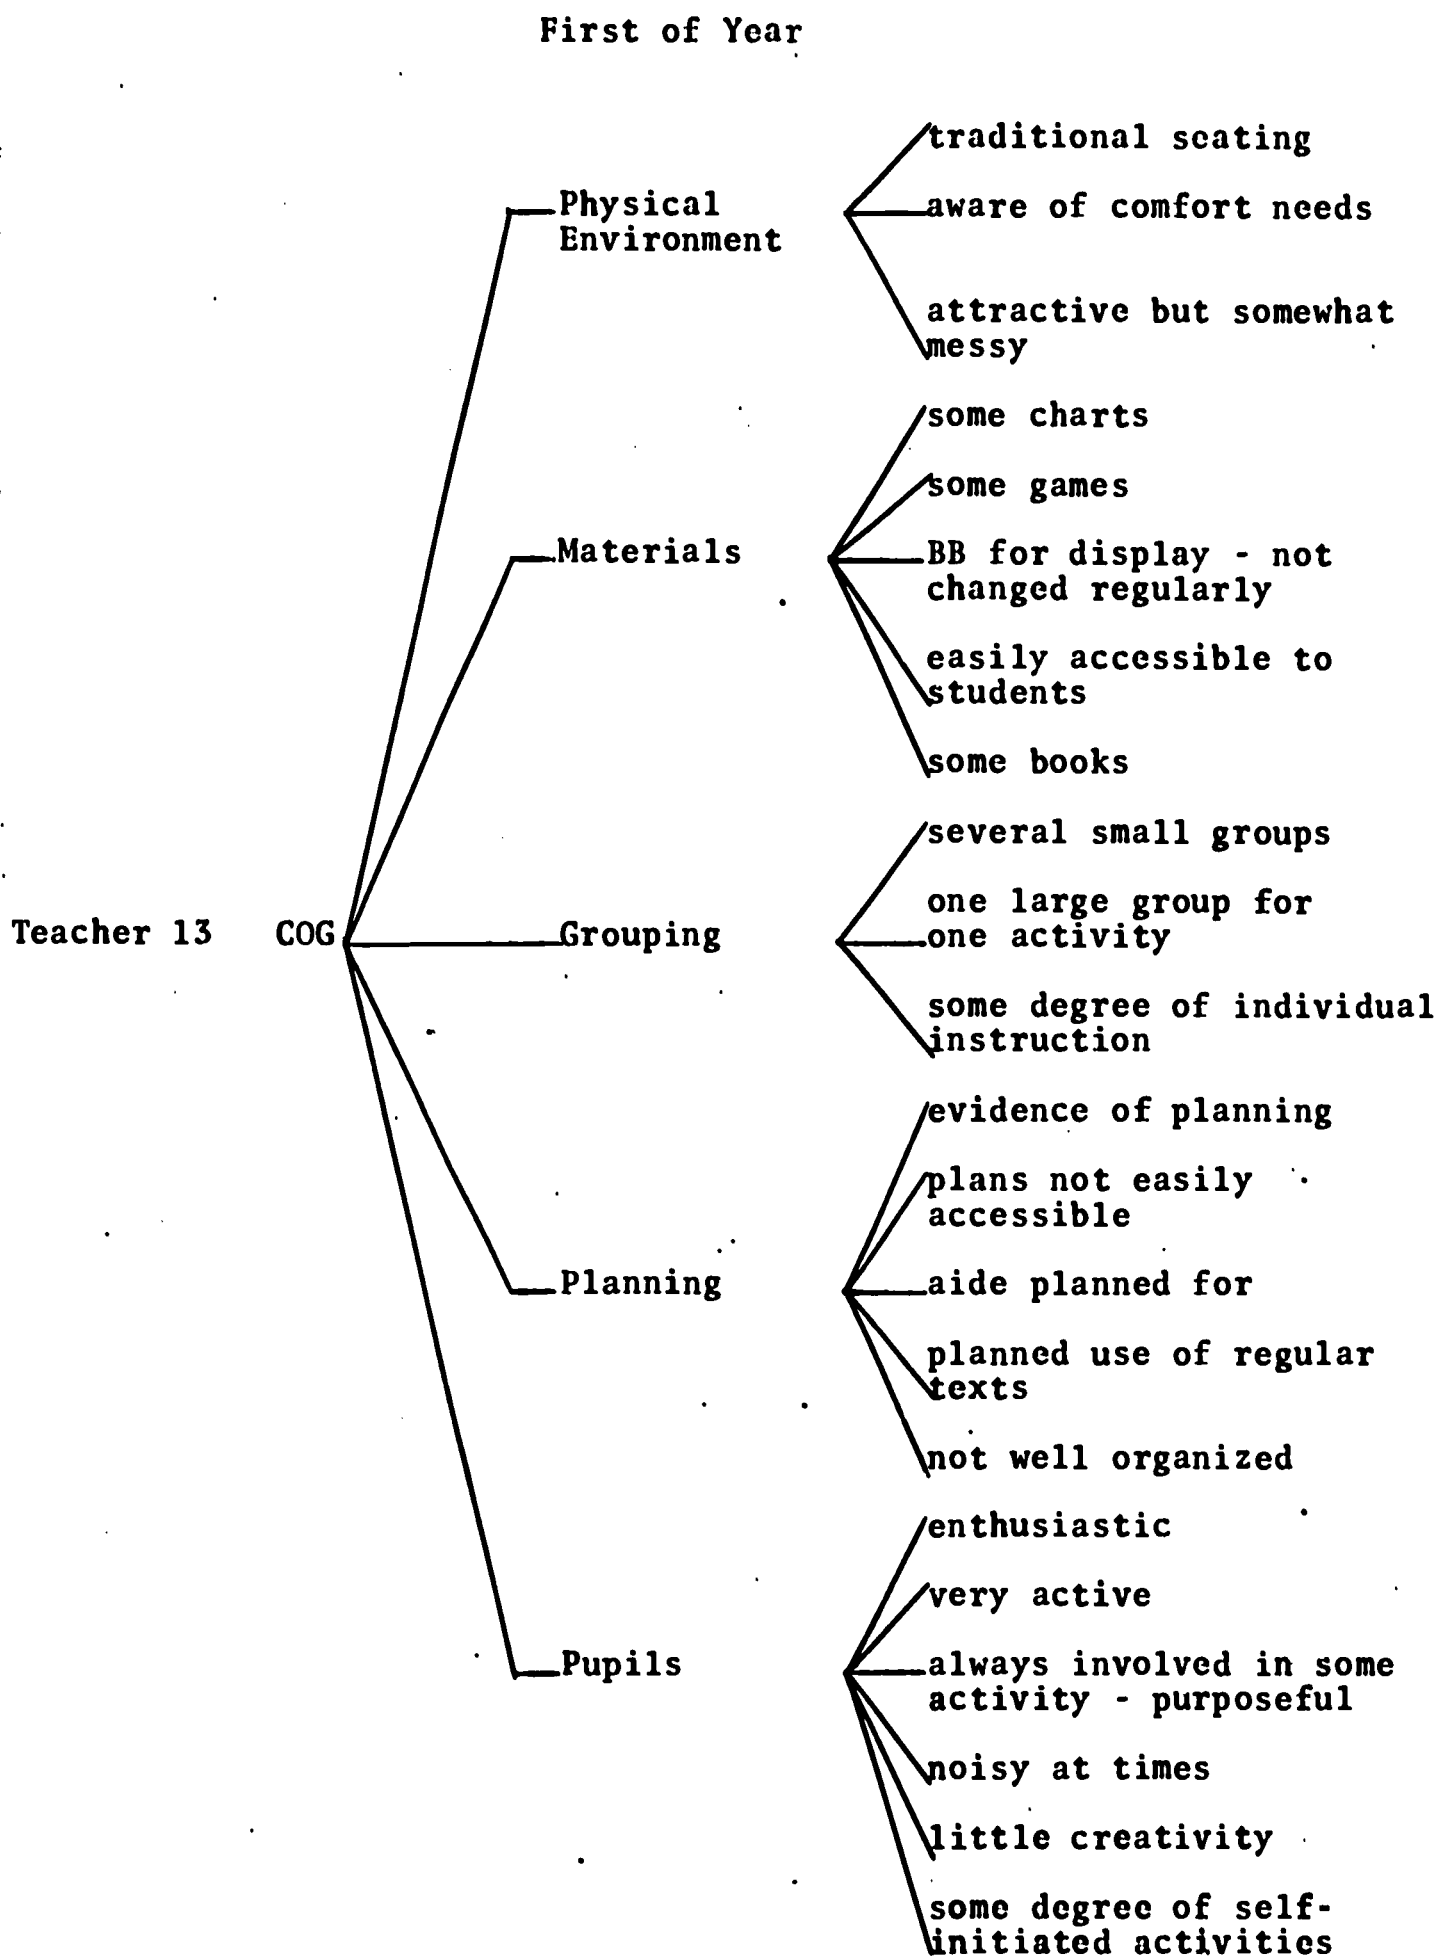 First of Year
traditional seating
Physical
Environment
aware of comfort needs
attractive but somewhat
messy
some charts
some games
Materials
BB for display - not
changed regularly
easily accessible to
students
some books
several small groups
one large group for
Teacher 13 COG Grouping one activity
some degree of individual
instruction
evidence of planning
plans not easily
accessible
Planning
aide planned for
planned use of regular
texts
not well organized
enthusiastic
very active
Pupils
always involved in some
activity - purposeful
noisy at times
little creativity
some degree of self-
initiated activities